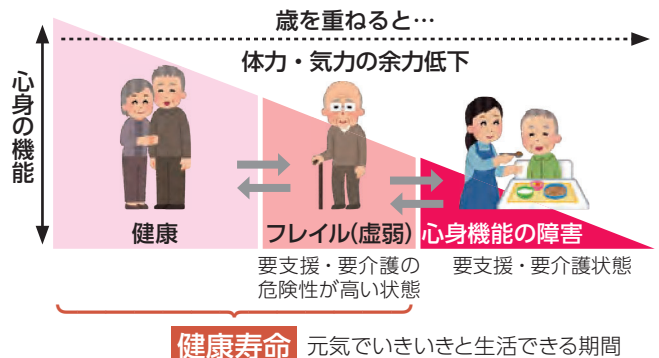 歳を重ねると…
体力・気力の余力低下
心身の機能
健康
フレイル(虚弱)
心身機能の障害
要支援・要介護の
危険性が高い状態
要支援・要介護状態
健康寿命 元気でいきいきと生活できる期間